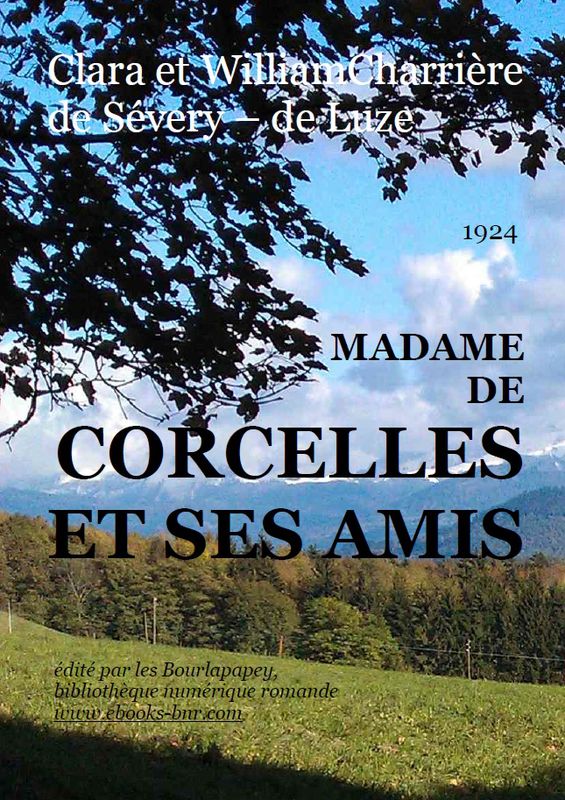 Clara et WilliamCharrière
de Sévery – de Luze
1924
MADAME
DE
CORCELLES
ET SES AMIS
édité par les Bourlapapey,
bibliothèque numérique romande
www.ebooks-bnr.com